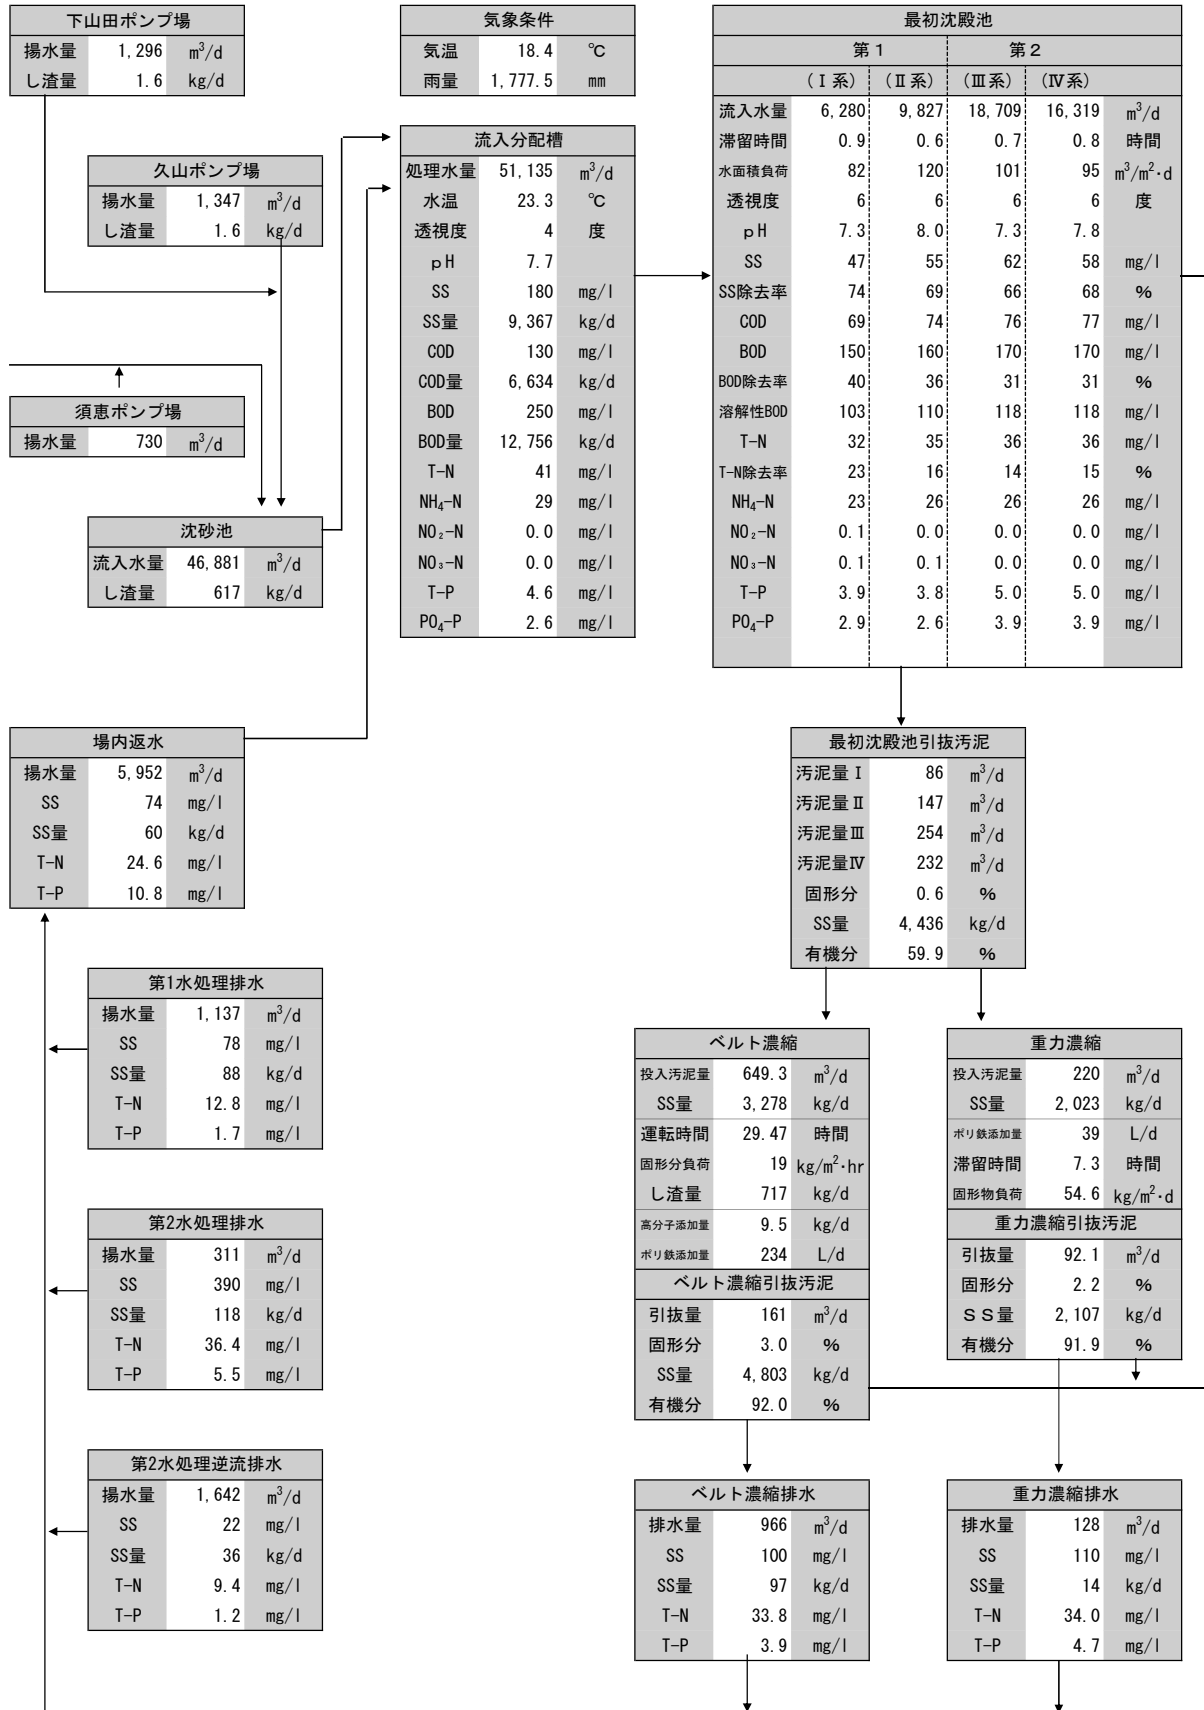 下山田ポンプ場
揚水量 1,296 m³/d
し渣量 1.6 kg/d
久山ポンプ場
揚水量 1,347 m³/d
し渣量 1.6 kg/d
須恵ポンプ場
揚水量 730 m³/d
沈砂池
流入水量 46,881 m³/d
し渣量 617 kg/d
気象条件
気温 18.4 ℃
雨量 1,777.5 mm
流入分配槽
処理水量 51,135 m³/d
水温 23.3 ℃
透視度 4 度
pH 7.7
SS 180 mg/l
SS量 9,367 kg/d
COD 130 mg/l
COD量 6,634 kg/d
BOD 250 mg/l
BOD量 12,756 kg/d
T-N 41 mg/l
NH₄-N 29 mg/l
NO₂-N 0.0 mg/l
NO₃-N 0.0 mg/l
T-P 4.6 mg/l
PO₄-P 2.6 mg/l
最初沈殿池
第1 第2
(Ⅰ系) (Ⅱ系) (Ⅲ系) (Ⅳ系)
流入水量 6,280 9,827 18,709 16,319 m³/d
滞留時間 0.9 0.6 0.7 0.8 時間
水面積負荷 82 120 101 95 m³/m²・d
透視度 6 6 6 6 度
pH 7.3 8.0 7.3 7.8
SS 47 55 62 58 mg/l
SS除去率 74 69 66 68 %
COD 69 74 76 77 mg/l
BOD 150 160 170 170 mg/l
BOD除去率 40 36 31 31 %
溶解性BOD 103 110 118 118 mg/l
T-N 32 35 36 36 mg/l
T-N除去率 23 16 14 15 %
NH₄-N 23 26 26 26 mg/l
NO₂-N 0.1 0.0 0.0 0.0 mg/l
NO₃-N 0.1 0.1 0.0 0.0 mg/l
T-P 3.9 3.8 5.0 5.0 mg/l
PO₄-P 2.9 2.6 3.9 3.9 mg/l
場内返水
揚水量 5,952 m³/d
SS 74 mg/l
SS量 60 kg/d
T-N 24.6 mg/l
T-P 10.8 mg/l
第1水処理排水
揚水量 1,137 m³/d
SS 78 mg/l
SS量 88 kg/d
T-N 12.8 mg/l
T-P 1.7 mg/l
第2水処理排水
揚水量 311 m³/d
SS 390 mg/l
SS量 118 kg/d
T-N 36.4 mg/l
T-P 5.5 mg/l
第2水処理逆流排水
揚水量 1,642 m³/d
SS 22 mg/l
SS量 36 kg/d
T-N 9.4 mg/l
T-P 1.2 mg/l
最初沈殿池引抜汚泥
汚泥量Ⅰ 86 m³/d
汚泥量Ⅱ 147 m³/d
汚泥量Ⅲ 254 m³/d
汚泥量Ⅳ 232 m³/d
固形分 0.6 %
SS量 4,436 kg/d
有機分 59.9 %
ベルト濃縮
投入汚泥量 649.3 m³/d
SS量 3,278 kg/d
運転時間 29.47 時間
固形分負荷 19 kg/m²・hr
し渣量 717 kg/d
高分子添加量 9.5 kg/d
ポリ鉄添加量 234 L/d
ベルト濃縮引抜汚泥
引抜量 161 m³/d
固形分 3.0 %
SS量 4,803 kg/d
有機分 92.0 %
重力濃縮
投入汚泥量 220 m³/d
SS量 2,023 kg/d
ポリ鉄添加量 39 L/d
滞留時間 7.3 時間
固形物負荷 54.6 kg/m²・d
重力濃縮引抜汚泥
引抜量 92.1 m³/d
固形分 2.2 %
ＳＳ量 2,107 kg/d
有機分 91.9 %
ベルト濃縮排水
排水量 966 m³/d
SS 100 mg/l
SS量 97 kg/d
T-N 33.8 mg/l
T-P 3.9 mg/l
重力濃縮排水
排水量 128 m³/d
SS 110 mg/l
SS量 14 kg/d
T-N 34.0 mg/l
T-P 4.7 mg/l